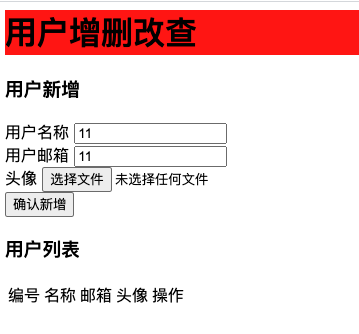 用户增删改查
用户新增
用户名称 11
用户邮箱 11
头像 选择文件 未选择任何文件
确认新增
用户列表
编号 名称 邮箱 头像 操作